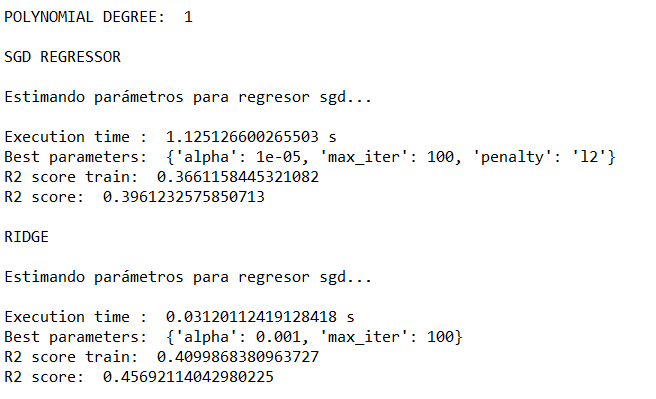 POLYNOMIAL DEGREE:  1
SGD REGRESSOR
Estimando parámetros para regresor sgd...
Execution time :  1.125126600265503 s
Best parameters:  {'alpha': 1e-05, 'max_iter': 100, 'penalty': 'l2'}
R2 score train:  0.3661158445321082
R2 score:  0.3961232575850713
RIDGE
Estimando parámetros para regresor sgd...
Execution time :  0.03120112419128418 s
Best parameters:  {'alpha': 0.001, 'max_iter': 100}
R2 score train:  0.4099868380963727
R2 score:  0.45692114042980225